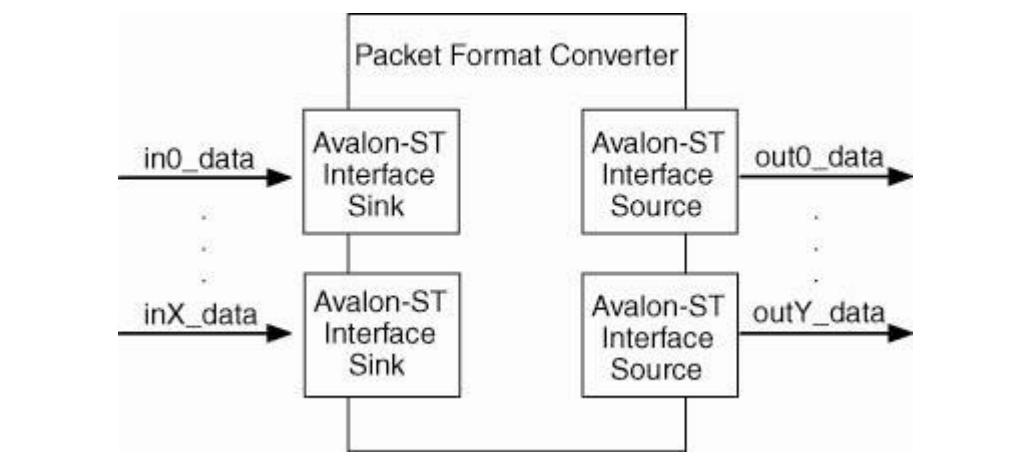 Packet Format Converter
in0_data
Avalon-ST
Interface
Sink
Avalon-ST
Interface
Source
out0_data
inX_data
Avalon-ST
Interface
Sink
Avalon-ST
Interface
Source
outY_data